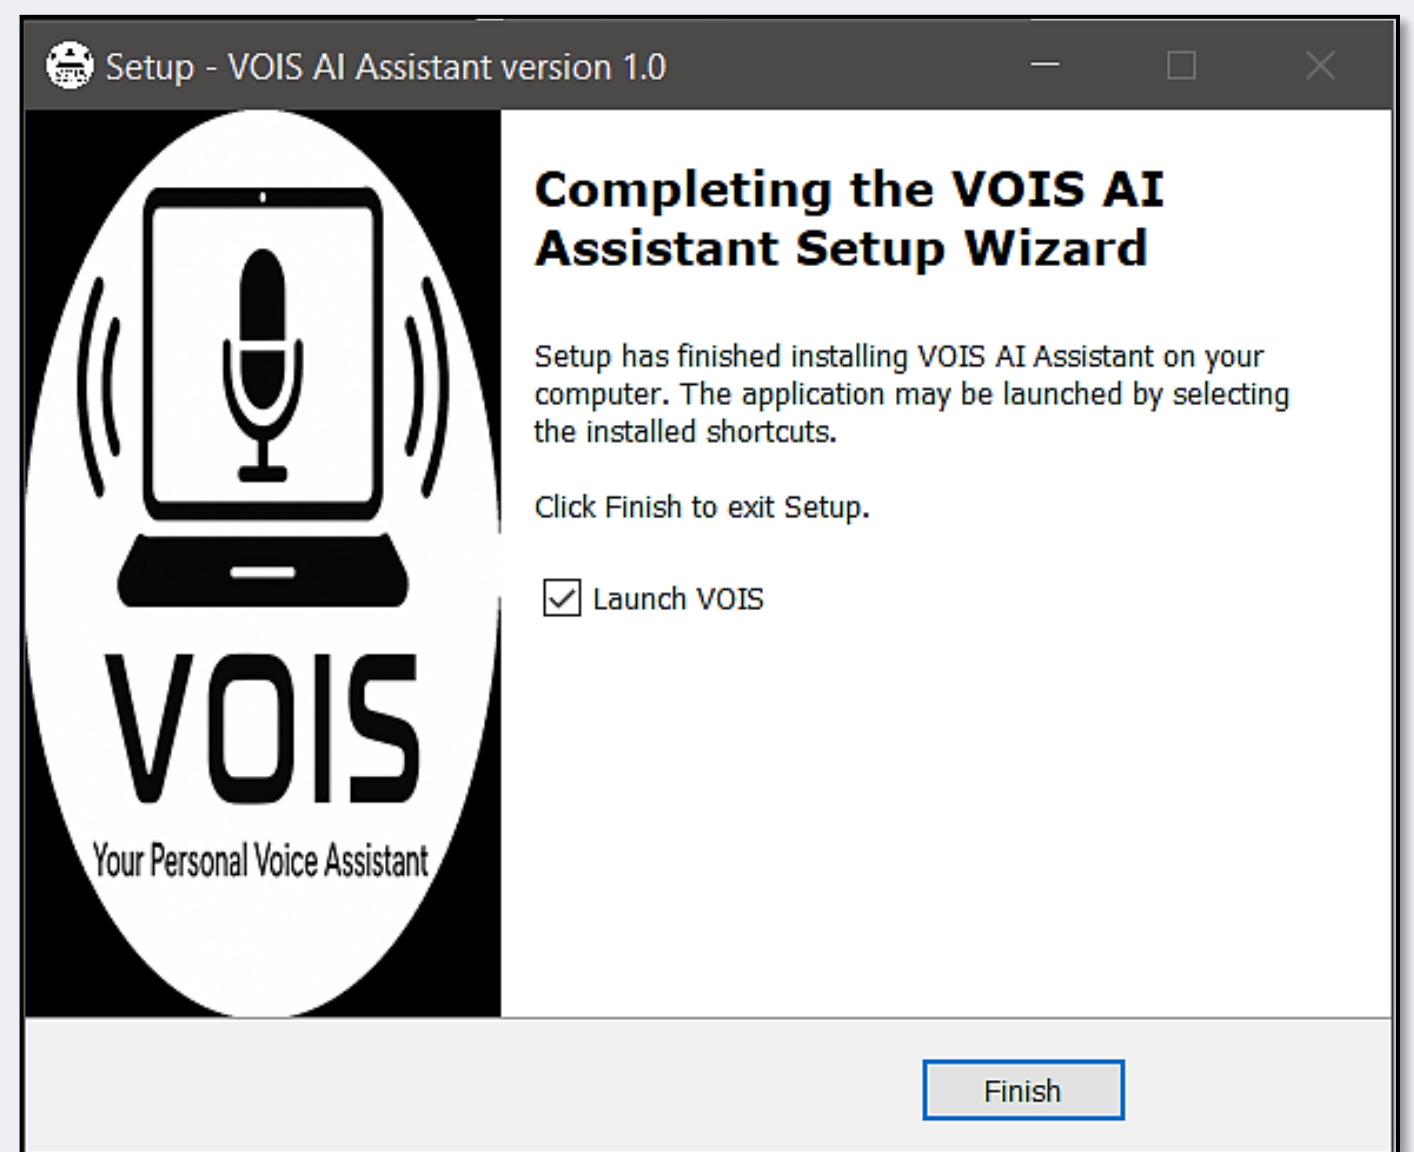 Setup - VOIS AI Assistant version 1.0
VOIS
Your Personal Voice Assistant
Completing the VOIS AI
Assistant Setup Wizard
Setup has finished installing VOIS AI Assistant on your
computer. The application may be launched by selecting
the installed shortcuts.
Click Finish to exit Setup.
Launch VOIS
Finish